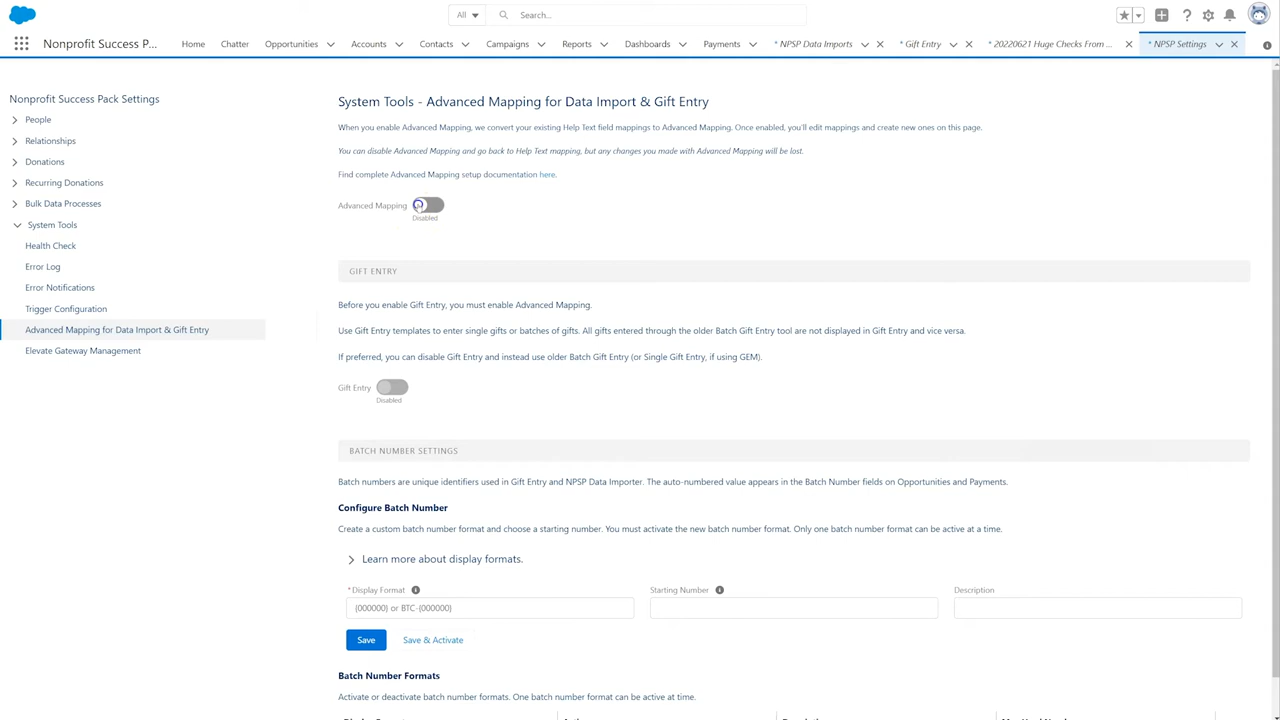 All
Search...
Nonprofit Success P...
Home
Chatter
Opportunities
Accounts
Contacts
Campaigns
Reports
Dashboards
Payments
* NPSP Data Imports
* Gift Entry
* 20220621 Huge Checks From ...
* NPSP Settings
Nonprofit Success Pack Settings
People
Relationships
Donations
Recurring Donations
Bulk Data Processes
System Tools
Health Check
Error Log
Error Notifications
Trigger Configuration
Advanced Mapping for Data Import & Gift Entry
Elevate Gateway Management
System Tools - Advanced Mapping for Data Import & Gift Entry
When you enable Advanced Mapping, we convert your existing Help Text field mappings to Advanced Mapping. Once enabled, you'll edit mappings and create new ones on this page.
You can disable Advanced Mapping and go back to Help Text mapping, but any changes you made with Advanced Mapping will be lost.
Find complete Advanced Mapping setup documentation here.
Advanced Mapping
Disabled
GIFT ENTRY
Before you enable Gift Entry, you must enable Advanced Mapping.
Use Gift Entry templates to enter single gifts or batches of gifts. All gifts entered through the older Batch Gift Entry tool are not displayed in Gift Entry and vice versa.
If preferred, you can disable Gift Entry and instead use older Batch Gift Entry (or Single Gift Entry, if using GEM).
Gift Entry
Disabled
BATCH NUMBER SETTINGS
Batch numbers are unique identifiers used in Gift Entry and NPSP Data Importer. The auto-numbered value appears in the Batch Number fields on Opportunities and Payments.
Configure Batch Number
Create a custom batch number format and choose a starting number. You must activate the new batch number format. Only one batch number format can be active at a time.
Learn more about display formats.
* Display Format
Starting Number
Description
{000000} or BTC-{000000}
Save
Save & Activate
Batch Number Formats
Activate or deactivate batch number formats. One batch number format can be active at time.